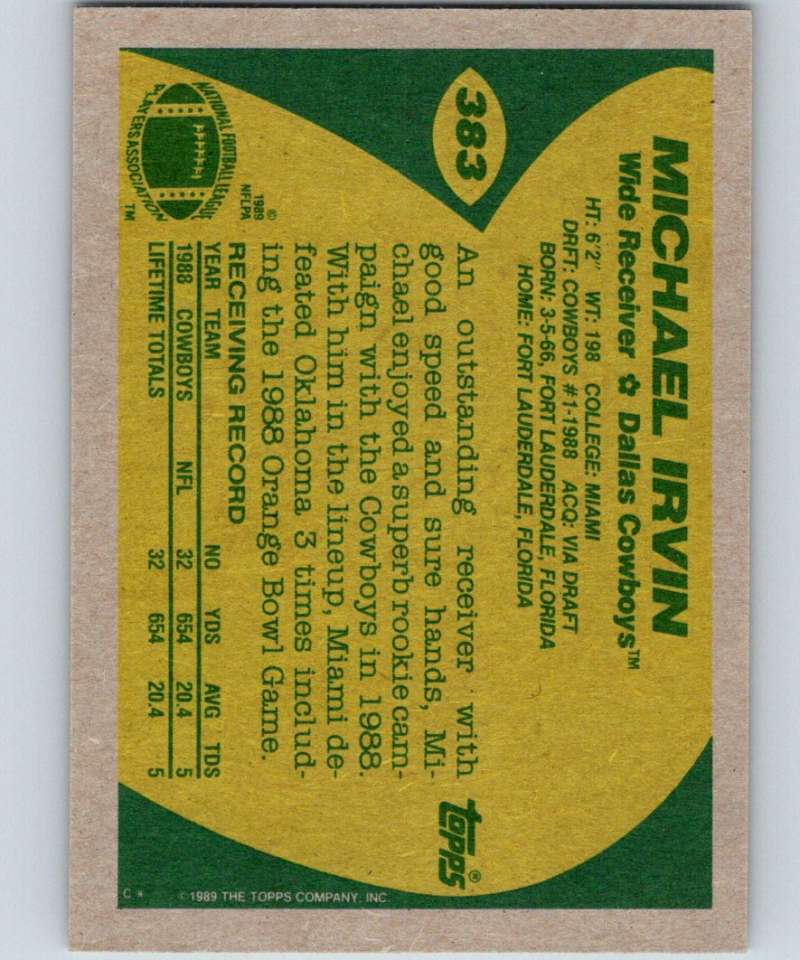 383
MICHAEL IRVIN
Wide Receiver ✿ Dallas Cowboys™
HT: 6'2" WT: 198 COLLEGE: MIAMI
DRFT: COWBOYS #1-1988 ACQ: VIA DRAFT
BORN: 3-5-66, FORT LAUDERDALE, FLORIDA
HOME: FORT LAUDERDALE, FLORIDA
An outstanding receiver with
good speed and sure hands, Mi-
chael enjoyed a superb rookie cam-
paign with the Cowboys in 1988.
With him in the lineup, Miami de-
feated Oklahoma 3 times includ-
ing the 1988 Orange Bowl Game.
topps®
NATIONAL FOOTBALL LEAGUE
PLAYERS ASSOCIATION
TM
©
1989
NFLPA
RECEIVING RECORD
YEAR TEAM NO YDS AVG TDS
1988 COWBOYS NFL 32 654 20.4 5
LIFETIME TOTALS 32 654 20.4 5
C * © 1989 THE TOPPS COMPANY, INC.